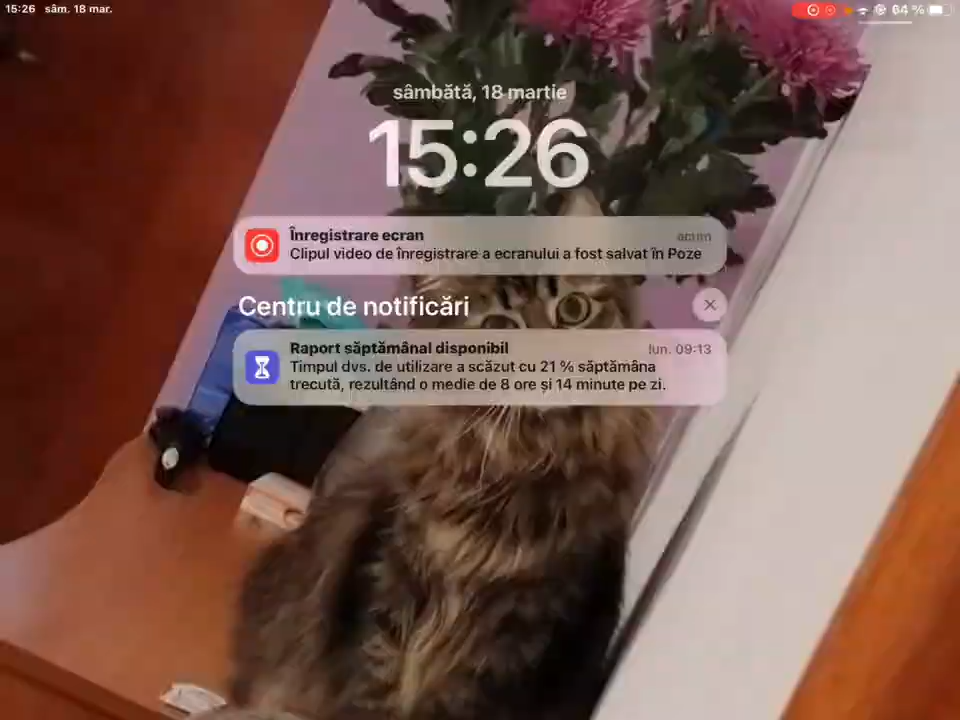 15:26 sâm. 18 mar.
64 %
sâmbătă, 18 martie
15:26
Înregistrare ecran
acum
Clipul video de înregistrare a ecranului a fost salvat în Poze
Centru de notificări
Raport săptămânal disponibil
lun. 09:13
Timpul dvs. de utilizare a scăzut cu 21 % săptămâna
trecută, rezultând o medie de 8 ore și 14 minute pe zi.